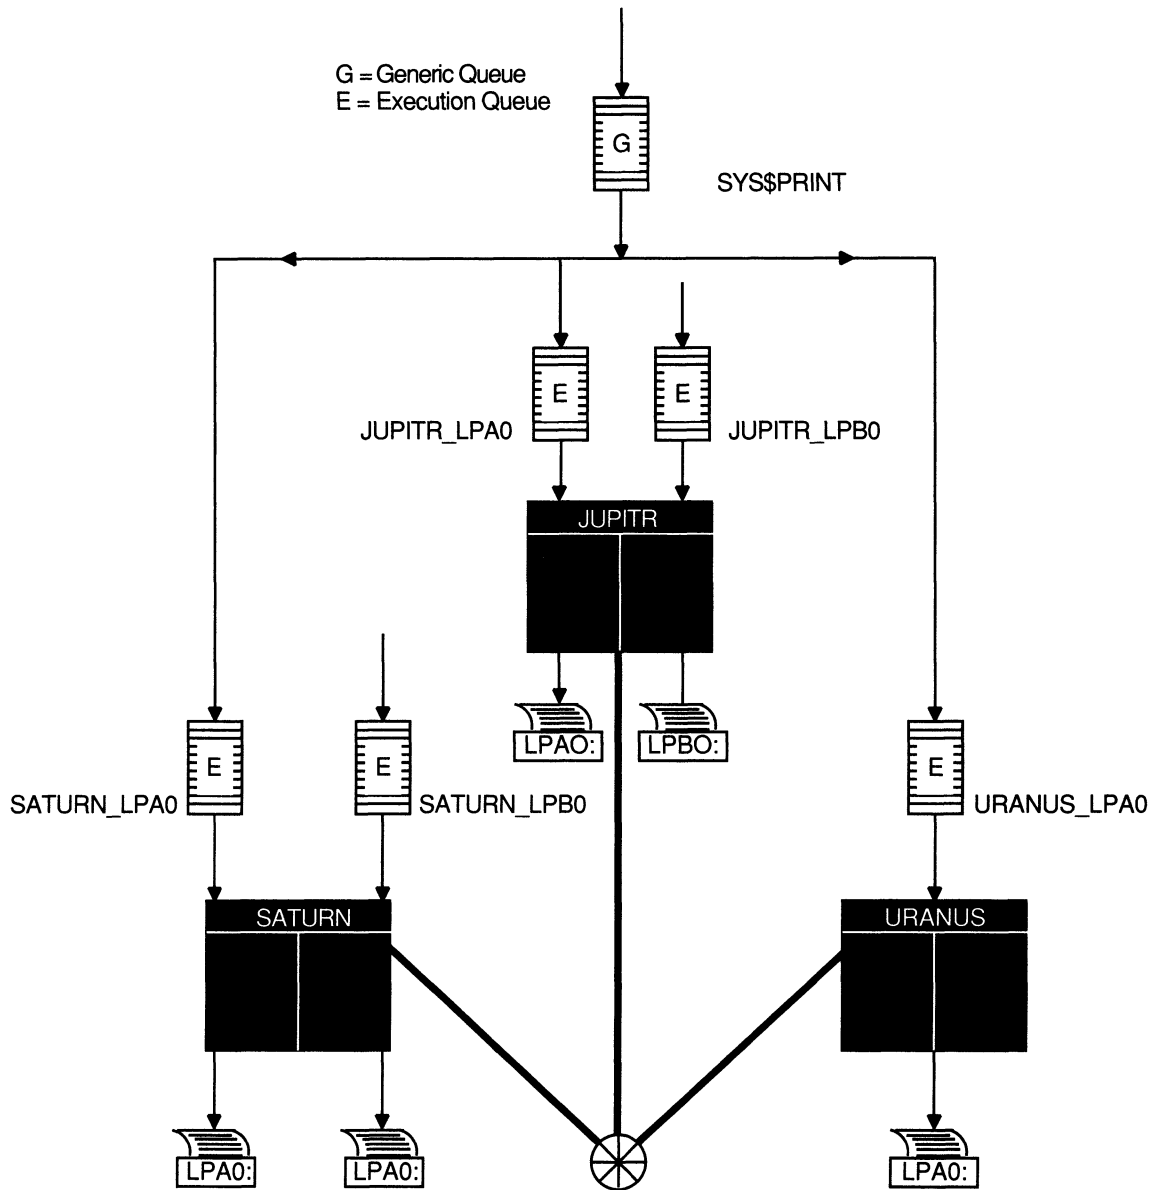 G = Generic Queue
E = Execution Queue
G
SYS$PRINT
E
E
JUPITR_LPA0
JUPITR_LPB0
JUPITR
LPAO:
LPBO:
E
E
E
SATURN_LPA0
SATURN_LPB0
URANUS_LPA0
SATURN
URANUS
LPA0:
LPA0:
LPA0: